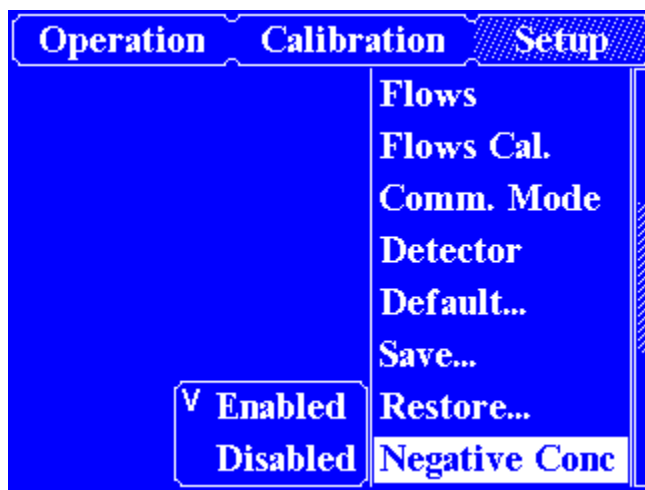 Operation Calibration Setup
Flows
Flows Cal.
Comm. Mode
Detector
Default...
Save...
V Enabled Restore...
Disabled Negative Conc